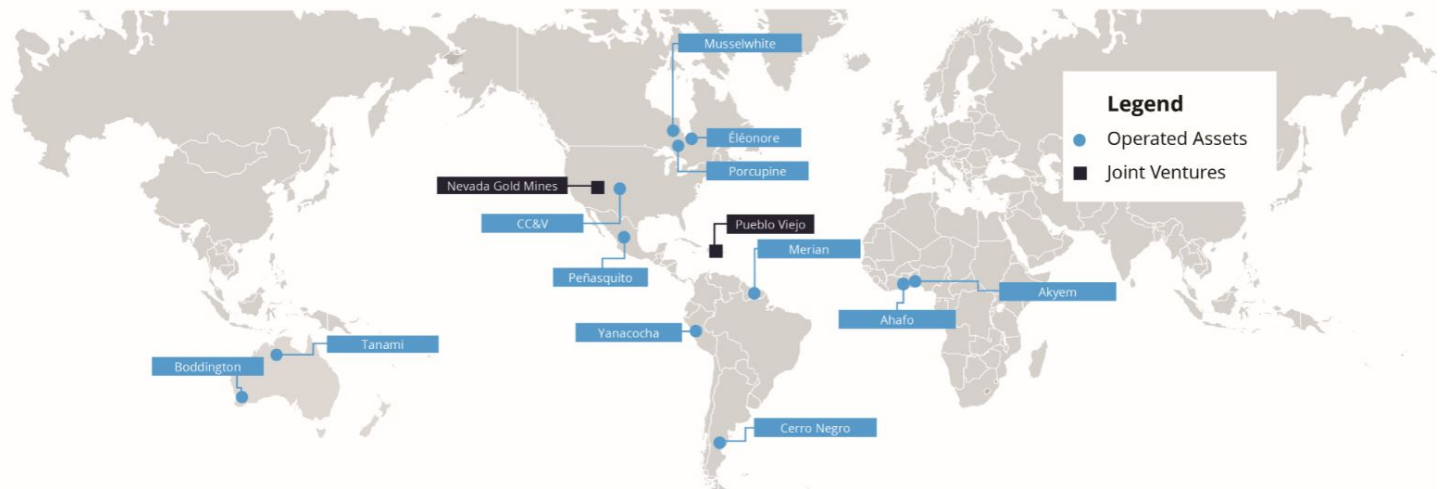 Musselwhite
Éléonore
Porcupine
Nevada Gold Mines
CC&V
Peñasquito
Pueblo Viejo
Merian
Yanacocha
Cerro Negro
Ahafo
Akyem
Tanami
Boddington
Legend
Operated Assets
Joint Ventures